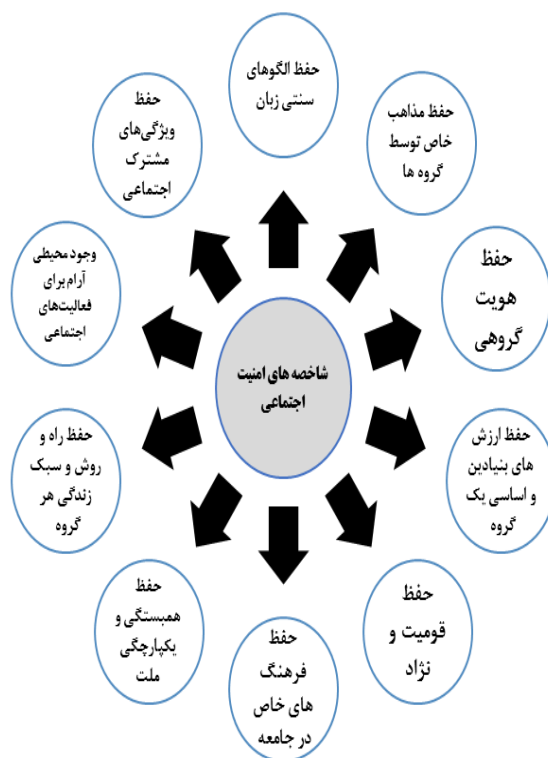 حفظ الگوهای
سنتی زبان
حفظ مذاهب
خاص توسط
گروه ها
حفظ
هویت
گروهی
حفظ ارزش
های بنیادین
و اساسی یک
گروه
حفظ
قومیت و
نژاد
حفظ
فرهنگ
های خاص
در جامعه
حفظ
همبستگی و
یکپارچگی
ملت
حفظ راه و
روش و سبک
زندگی هر
گروه
وجود محیطی
آرام برای
فعالیت‌های
اجتماعی
حفظ
ویژگی‌های
مشترک
اجتماعی
شاخصه های امنیت
اجتماعی